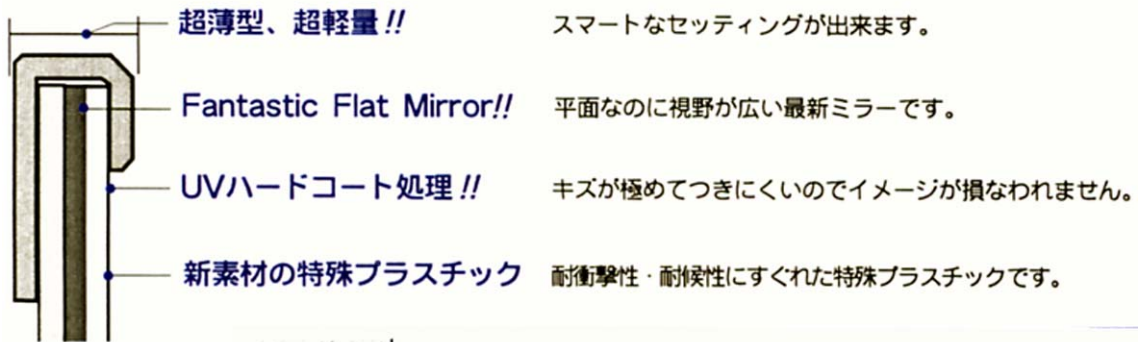 超薄型、超軽量!! スマートなセッティングが出来ます。
Fantastic Flat Mirror!! 平面なのに視野が広い最新ミラーです。
UVハードコート処理!! キズが極めてつきにくいのでイメージが損なわれません。
新素材の特殊プラスチック 耐衝撃性・耐候性にすぐれた特殊プラスチックです。